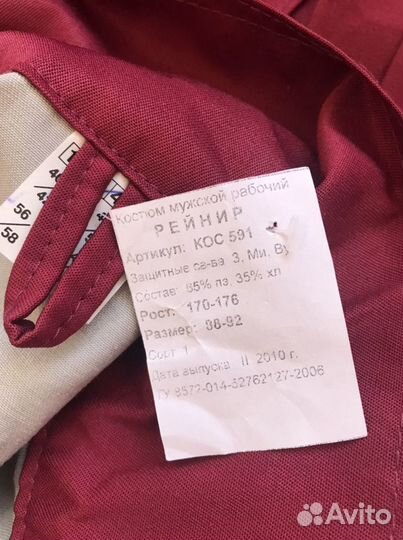 Костюм мужской рабочий
РЕЙНИР
Артикул: КОС 591
Защитные св-ва З, Ми, Ву
Состав: 65% пэ, 35% хл
Рост: 170-176
Размер: 88-92
Сорт 1
Дата выпуска II 2010 г.
ТУ 8572-014-52762127-2006
56
58
Avito